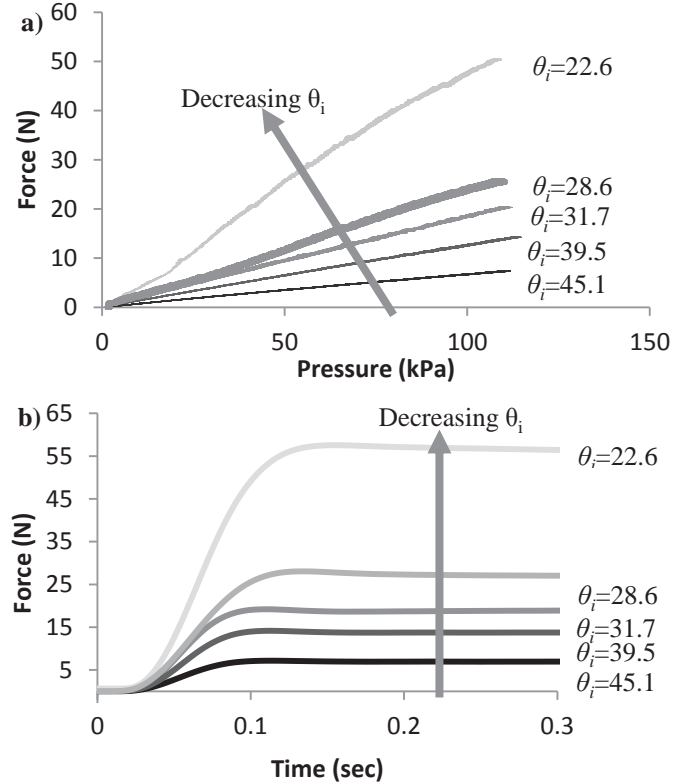 a)
60
50
40
30
20
10
0
Force (N)
Decreasing θi
θi=22.6
θi=28.6
θi=31.7
θi=39.5
θi=45.1
0
50
100
150
Pressure (kPa)
b)
65
55
45
35
25
15
5
Force (N)
Decreasing θi
θi=22.6
θi=28.6
θi=31.7
θi=39.5
θi=45.1
0
0.1
0.2
0.3
Time (sec)